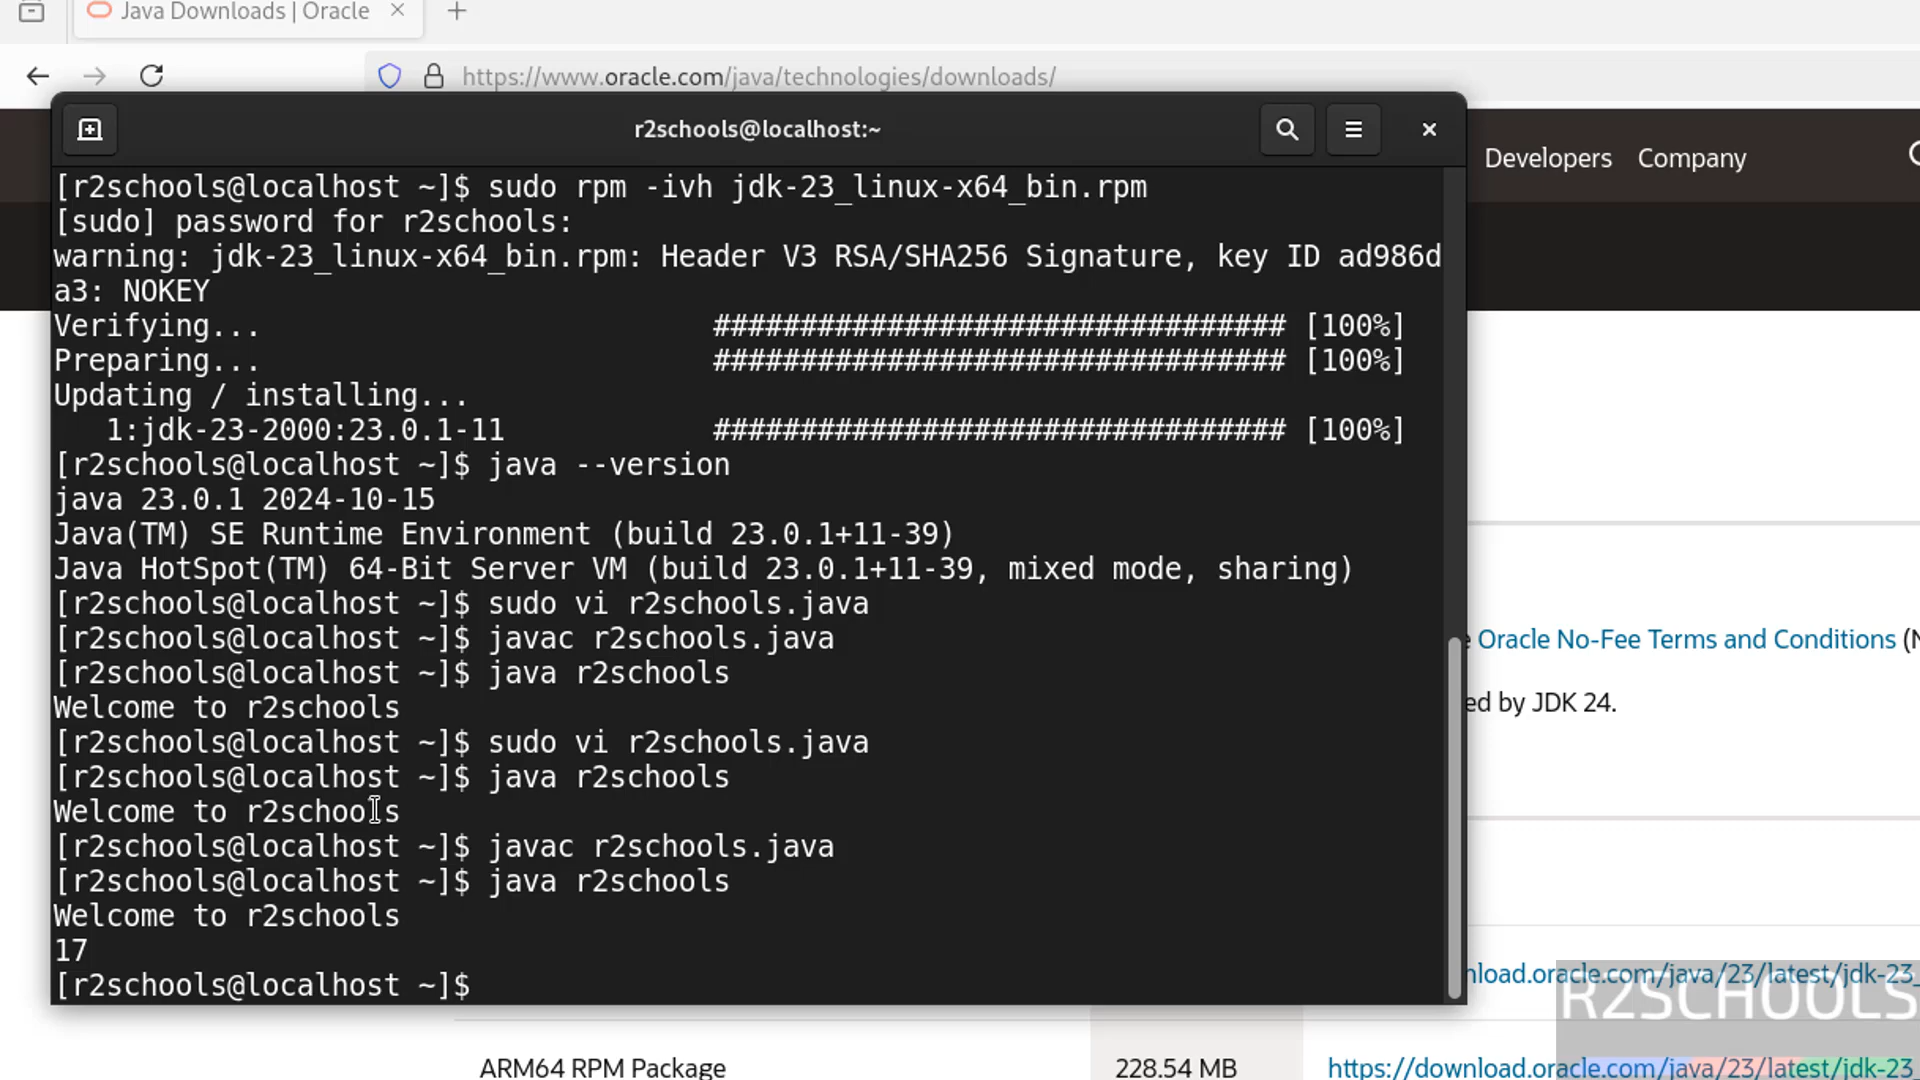 Java Downloads | Oracle
https://www.oracle.com/java/technologies/downloads/
r2schools@localhost:~
Developers Company
[r2schools@localhost ~]$ sudo rpm -ivh jdk-23_linux-x64_bin.rpm
[sudo] password for r2schools:
warning: jdk-23_linux-x64_bin.rpm: Header V3 RSA/SHA256 Signature, key ID ad986d
a3: NOKEY
Verifying... ################################# [100%]
Preparing... ################################# [100%]
Updating / installing...
1:jdk-23-2000:23.0.1-11 ################################# [100%]
[r2schools@localhost ~]$ java --version
java 23.0.1 2024-10-15
Java(TM) SE Runtime Environment (build 23.0.1+11-39)
Java HotSpot(TM) 64-Bit Server VM (build 23.0.1+11-39, mixed mode, sharing)
[r2schools@localhost ~]$ sudo vi r2schools.java
[r2schools@localhost ~]$ javac r2schools.java
[r2schools@localhost ~]$ java r2schools
Welcome to r2schools
[r2schools@localhost ~]$ sudo vi r2schools.java
[r2schools@localhost ~]$ java r2schools
Welcome to r2schools
[r2schools@localhost ~]$ javac r2schools.java
[r2schools@localhost ~]$ java r2schools
Welcome to r2schools
17
[r2schools@localhost ~]$
Oracle No-Fee Terms and Conditions (
ed by JDK 24.
nload.oracle.com/java/23/latest/jdk-23_
R2SCHOOLS
ARM64 RPM Package 228.54 MB https://download.oracle.com/java/23/latest/jdk-23_